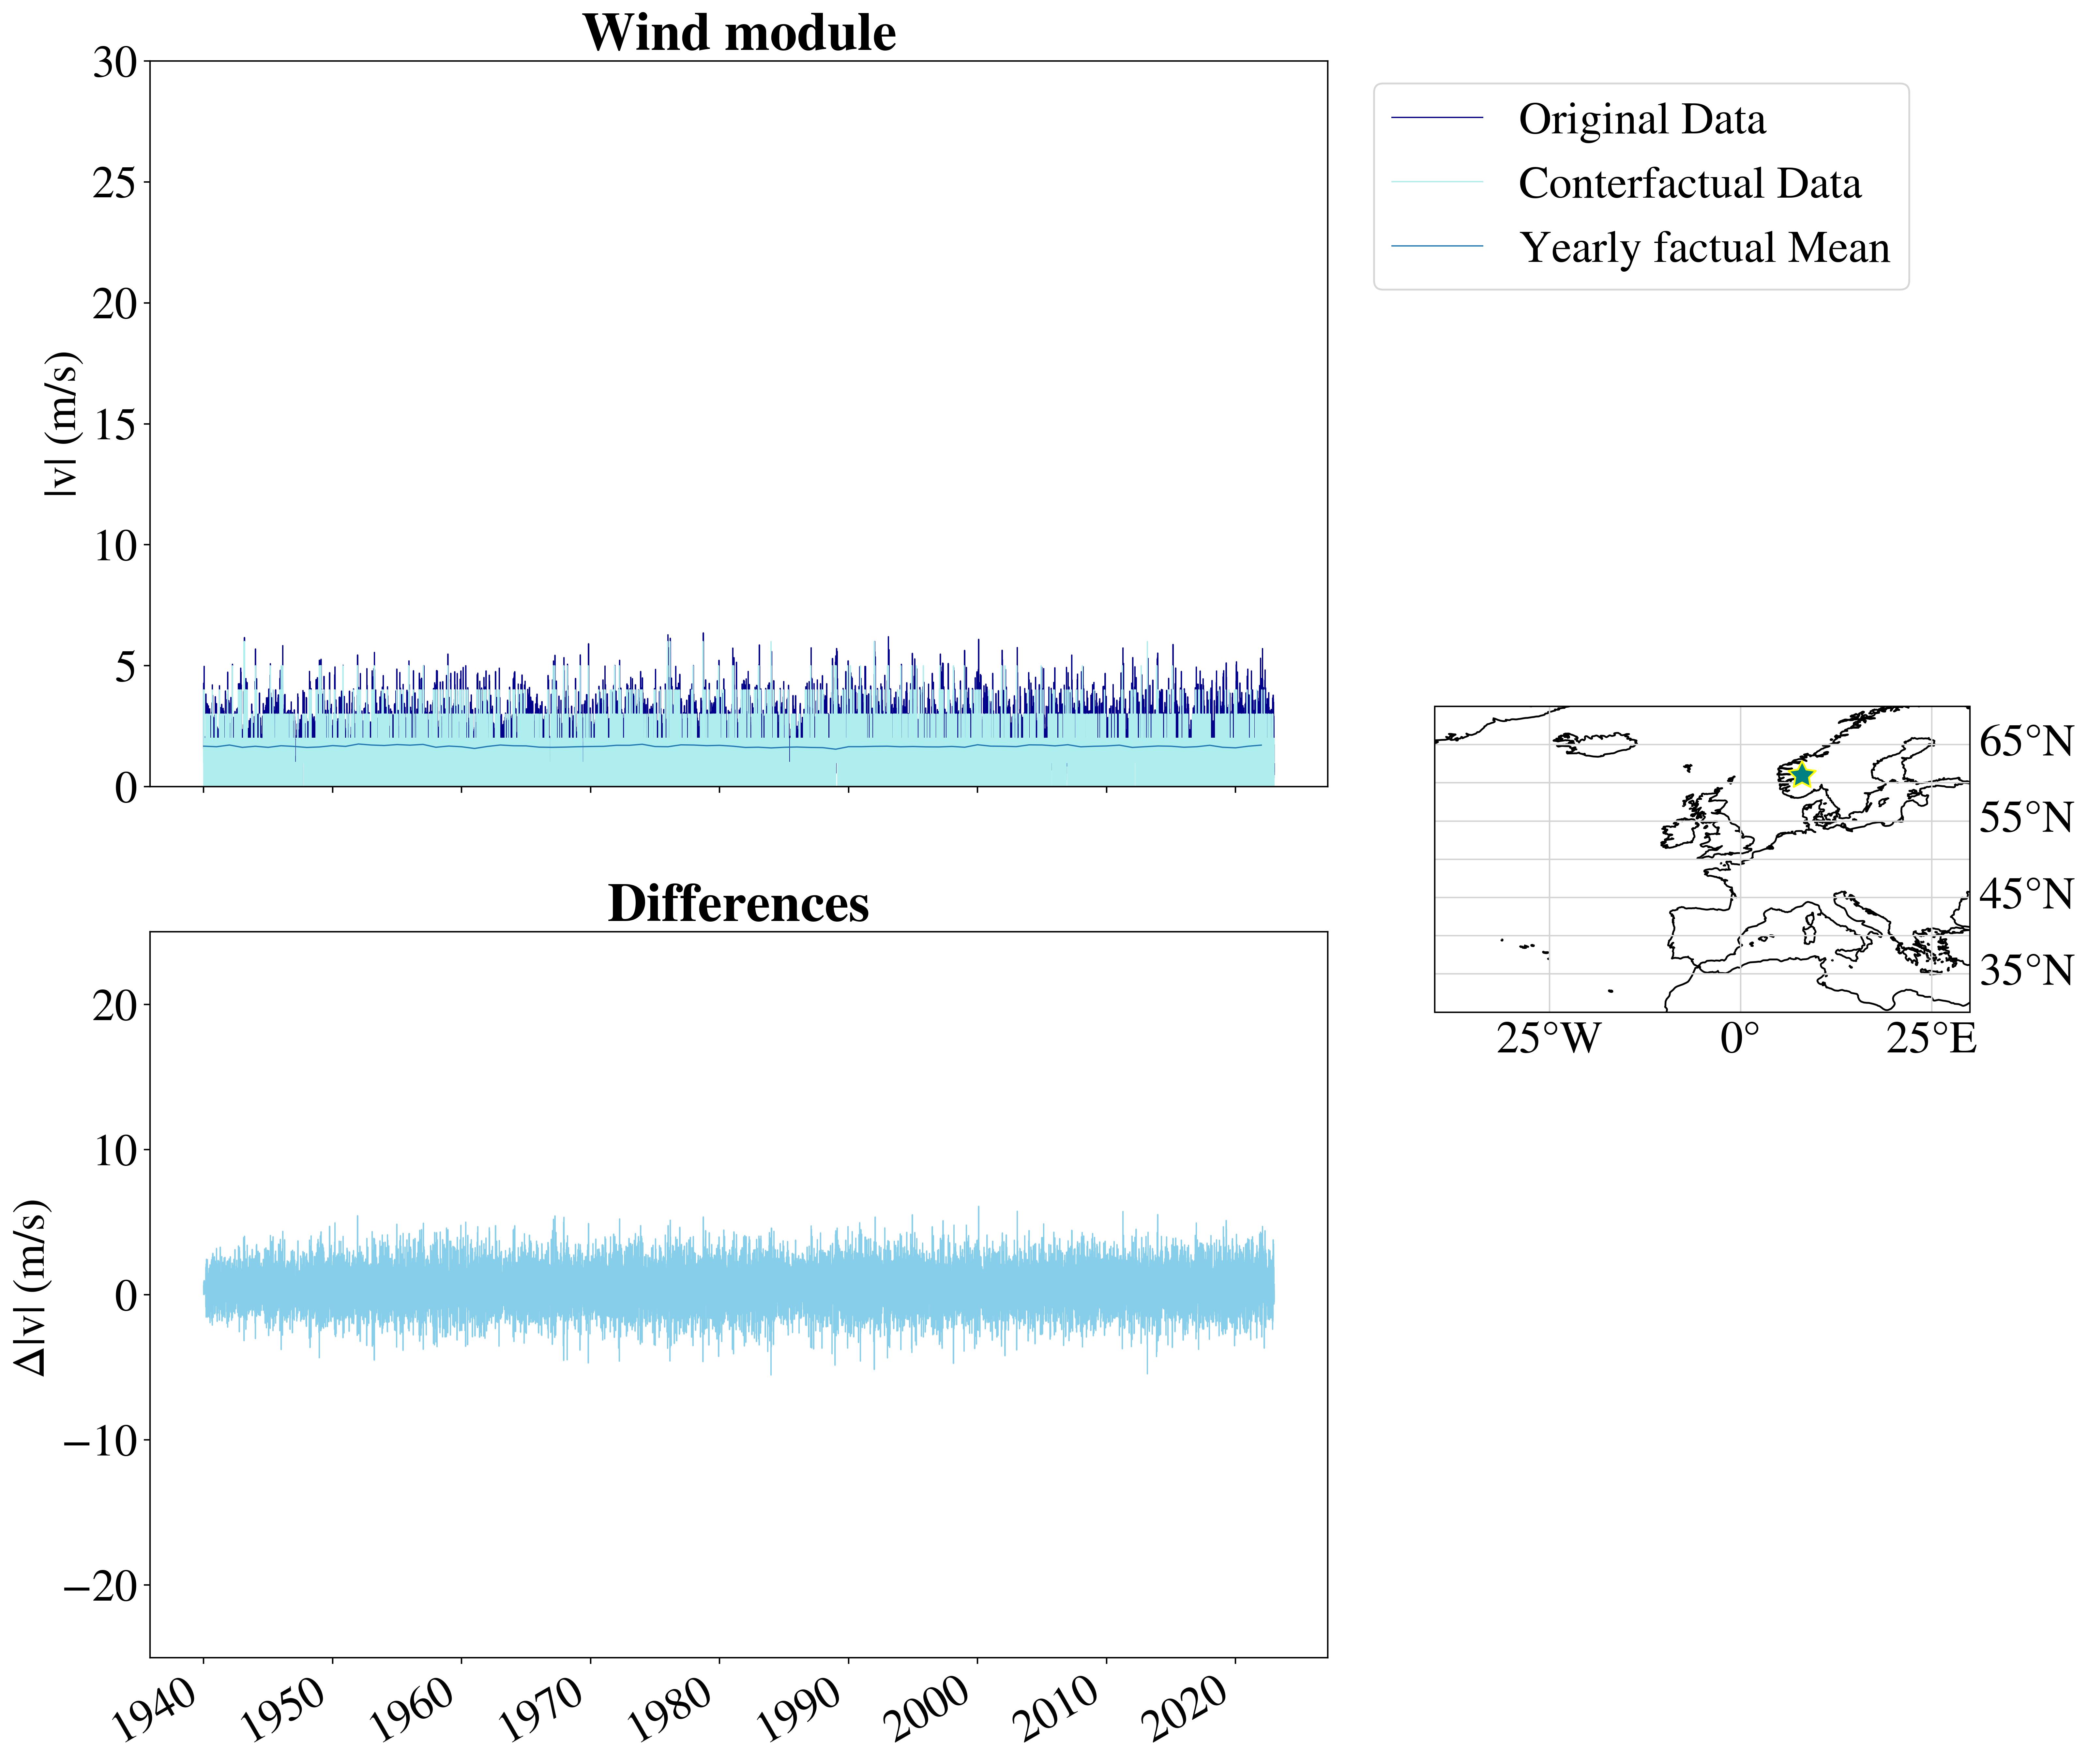 Wind module
30
25
20
15
10
5
0
|v| (m/s)
Original Data
Conterfactual Data
Yearly factual Mean
65°N
55°N
45°N
35°N
25°W 0° 25°E
Differences
20
10
0
−10
−20
Δ|v| (m/s)
1940 1950 1960 1970 1980 1990 2000 2010 2020